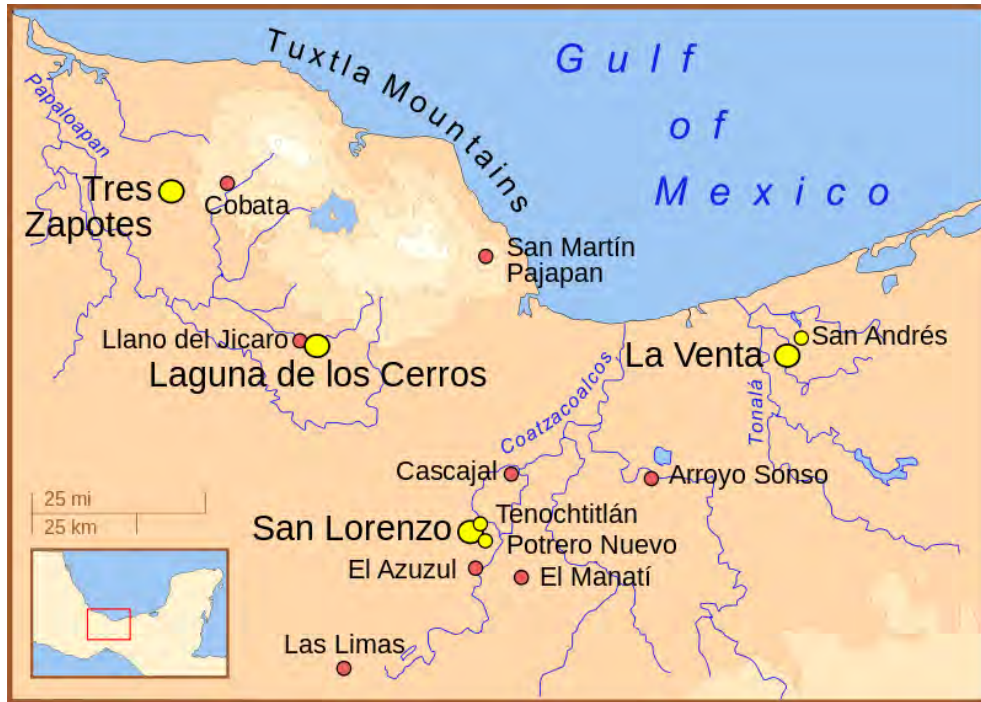 Tuxtla Mountains
Gulf
of
Mexico
Papaloapan
Tres
Zapotes
Cobata
San Martín
Pajapan
Llano del Jicaro
Laguna de los Cerros
San Andrés
La Venta
Tonalá
Coatzacoalcos
Cascajal
Arroyo Sonso
San Lorenzo
Tenochtitlán
Potrero Nuevo
El Azuzul
El Manatí
Las Limas
25 mi
25 km